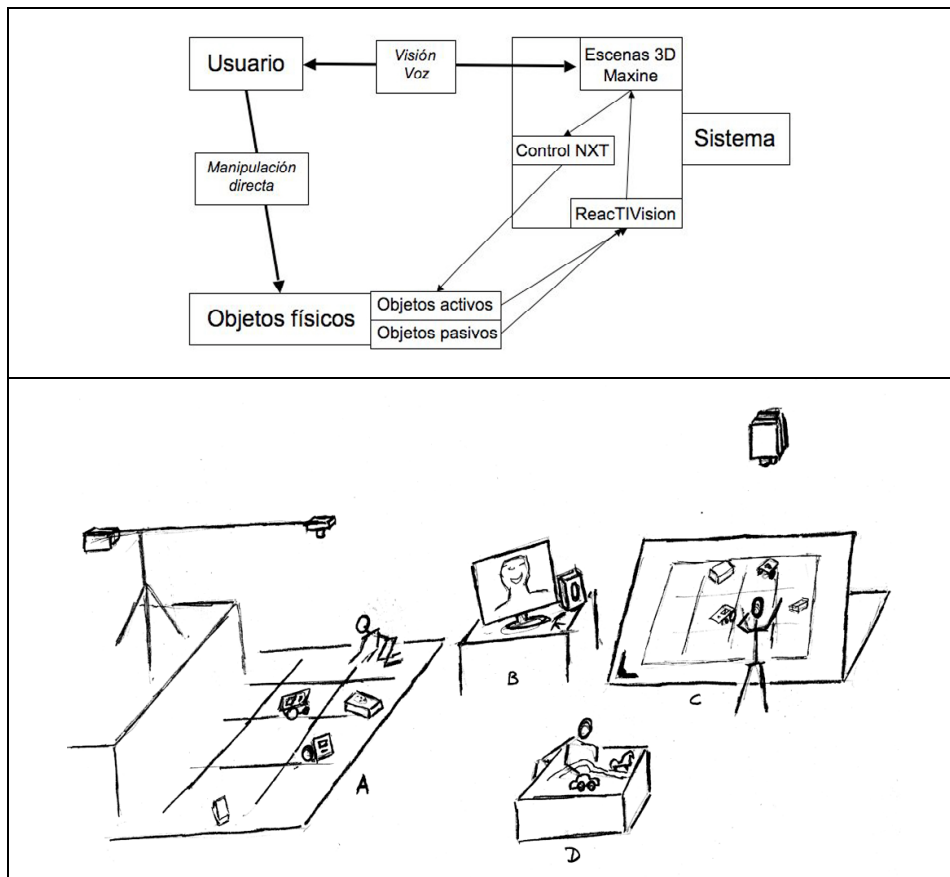 Usuario
Visión
Voz
Escenas 3D
Maxine
Control NXT
Sistema
Manipulación
directa
ReacTIVision
Objetos físicos
Objetos activos
Objetos pasivos
A
B
C
D